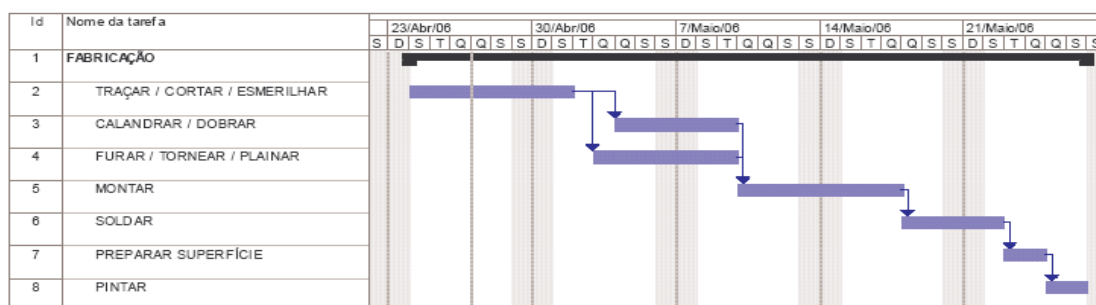 Id Nome da tarefa 23/Abr/06 30/Abr/06 7/Maio/06 14/Maio/06 21/Maio/06
S D S T Q Q S S D S T Q Q S S D S T Q Q S S D S T Q Q S S D S T Q Q S S
1 FABRICAÇÃO
2 TRAÇAR / CORTAR / ESMERILHAR
3 CALANDRAR / DOBRAR
4 FURAR / TORNEAR / PLAINAR
5 MONTAR
6 SOLDAR
7 PREPARAR SUPERFÍCIE
8 PINTAR